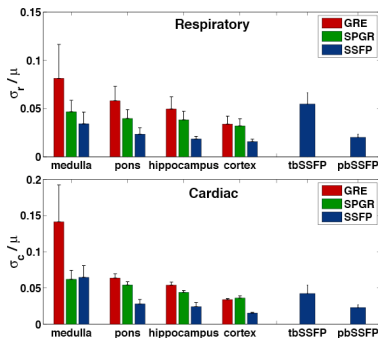 Respiratory
GRE
SPGR
SSFP
σr / μ
0.15
0.1
0.05
0
medulla pons hippocampus cortex tbSSFP pbSSFP
Cardiac
GRE
SPGR
SSFP
σc / μ
0.2
0.15
0.1
0.05
0
medulla pons hippocampus cortex tbSSFP pbSSFP